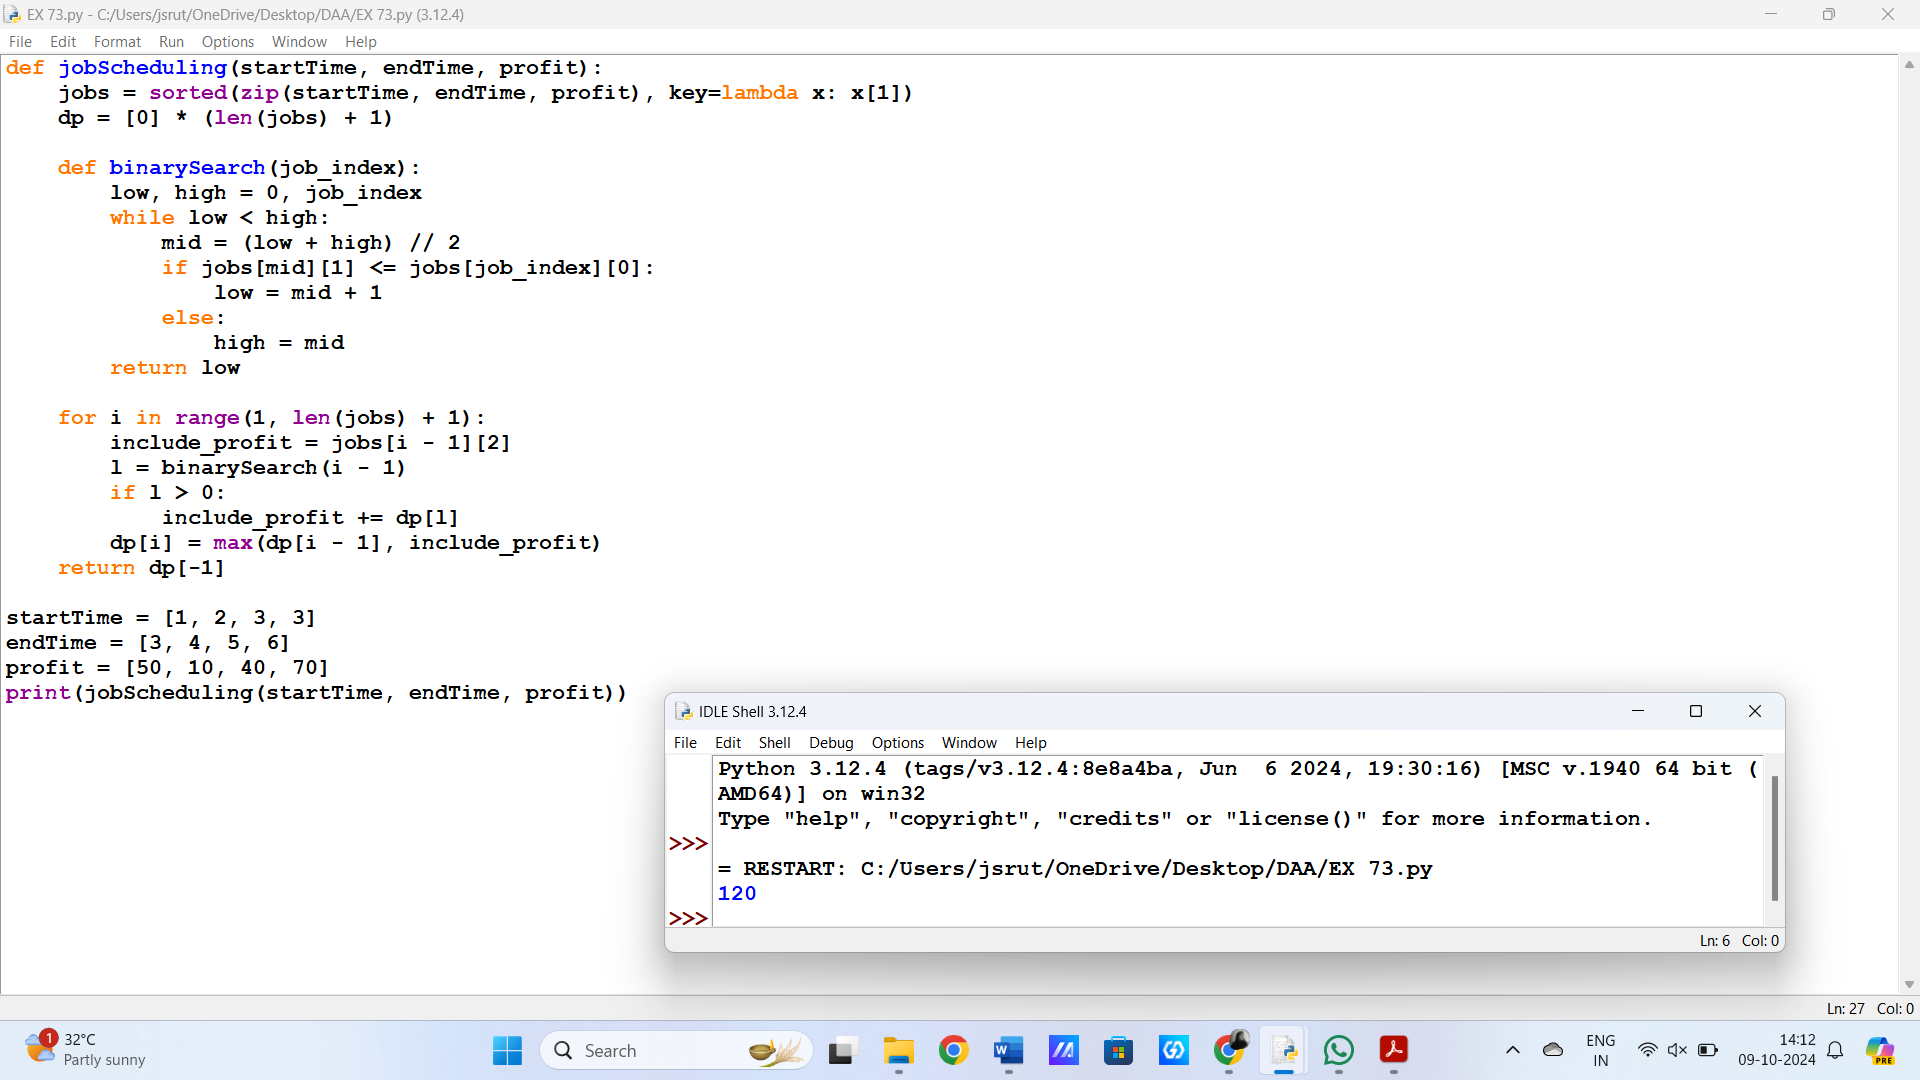 EX 73.py - C:/Users/jsrut/OneDrive/Desktop/DAA/EX 73.py (3.12.4)
File Edit Format Run Options Window Help
def jobScheduling(startTime, endTime, profit):
    jobs = sorted(zip(startTime, endTime, profit), key=lambda x: x[1])
    dp = [0] * (len(jobs) + 1)

    def binarySearch(job_index):
        low, high = 0, job_index
        while low < high:
            mid = (low + high) // 2
            if jobs[mid][1] <= jobs[job_index][0]:
                low = mid + 1
            else:
                high = mid
        return low

    for i in range(1, len(jobs) + 1):
        include_profit = jobs[i - 1][2]
        l = binarySearch(i - 1)
        if l > 0:
            include_profit += dp[l]
        dp[i] = max(dp[i - 1], include_profit)
    return dp[-1]

startTime = [1, 2, 3, 3]
endTime = [3, 4, 5, 6]
profit = [50, 10, 40, 70]
print(jobScheduling(startTime, endTime, profit))
IDLE Shell 3.12.4
File Edit Shell Debug Options Window Help
Python 3.12.4 (tags/v3.12.4:8e8a4ba, Jun  6 2024, 19:30:16) [MSC v.1940 64 bit (
AMD64)] on win32
Type "help", "copyright", "credits" or "license()" for more information.
>>>
= RESTART: C:/Users/jsrut/OneDrive/Desktop/DAA/EX 73.py
120
>>>
Ln: 6 Col: 0
Ln: 27 Col: 0
1
32°C
Partly sunny
Search
W
ENG
IN
14:12
09-10-2024
PRE